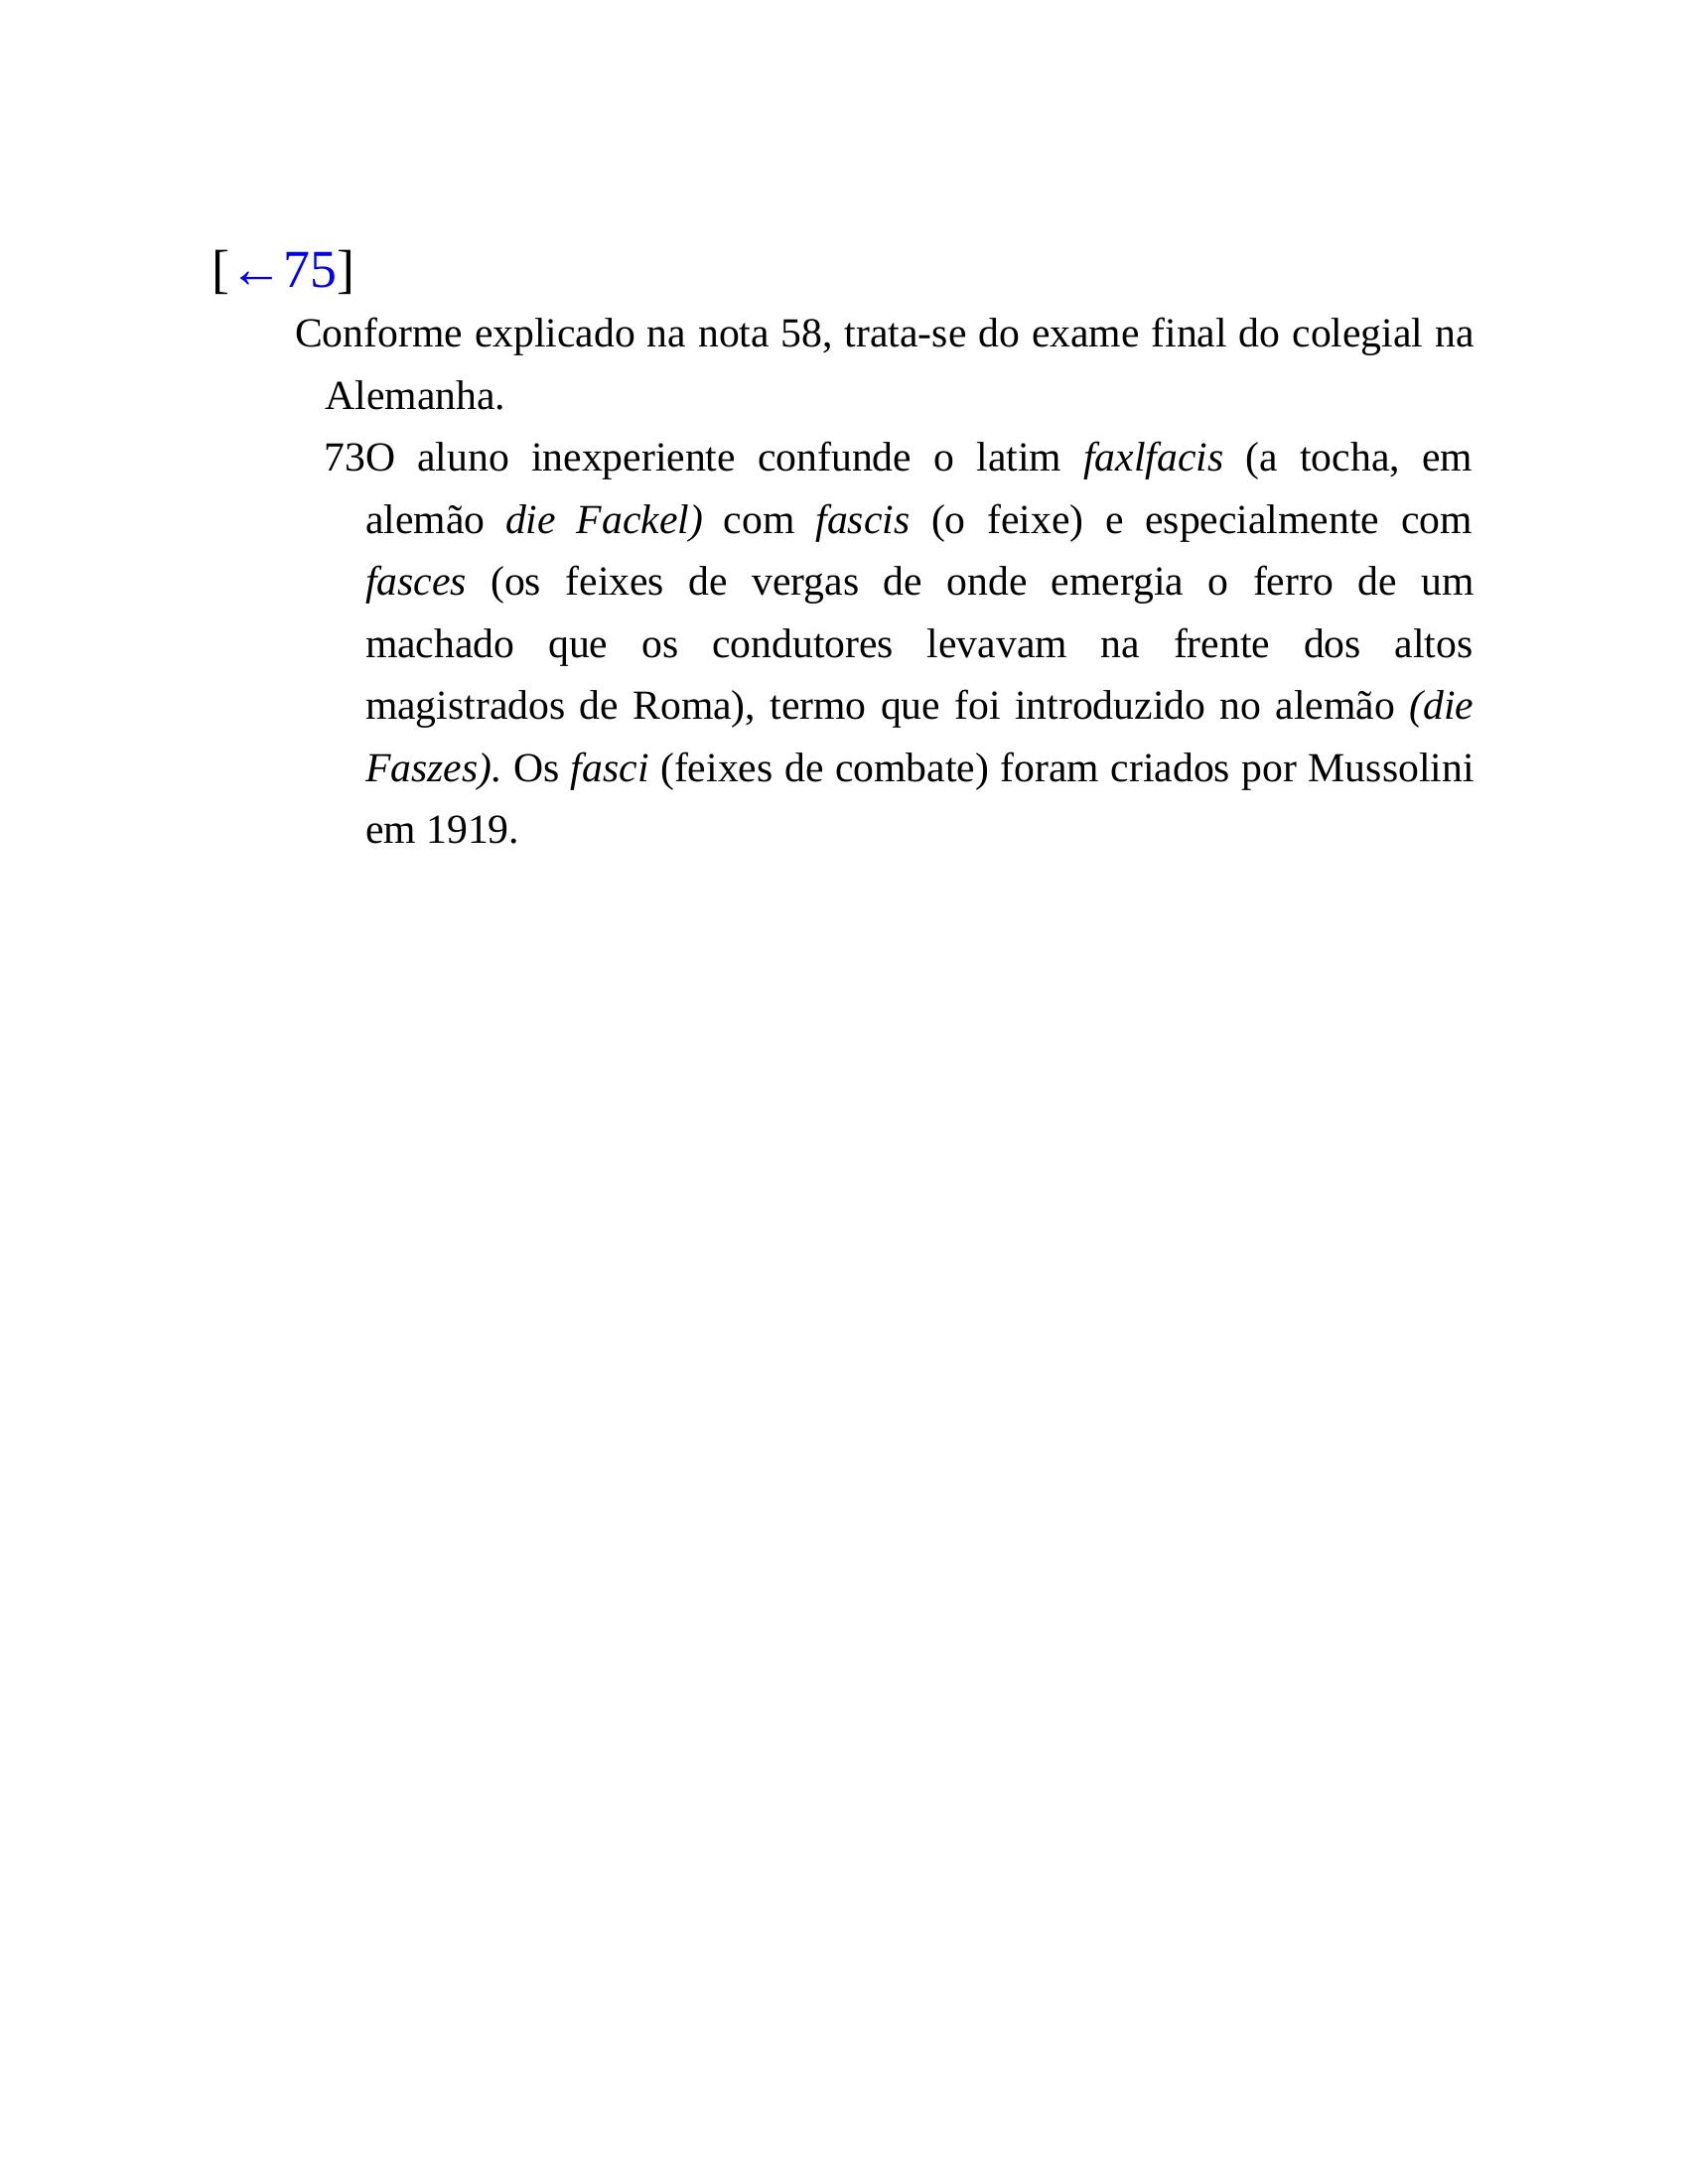 [←75]
Conforme explicado na nota 58, trata-se do exame final do colegial na
Alemanha.
73O aluno inexperiente confunde o latim faxlfacis (a tocha, em
alemão die Fackel) com fascis (o feixe) e especialmente com
fasces (os feixes de vergas de onde emergia o ferro de um
machado que os condutores levavam na frente dos altos
magistrados de Roma), termo que foi introduzido no alemão (die
Faszes). Os fasci (feixes de combate) foram criados por Mussolini
em 1919.